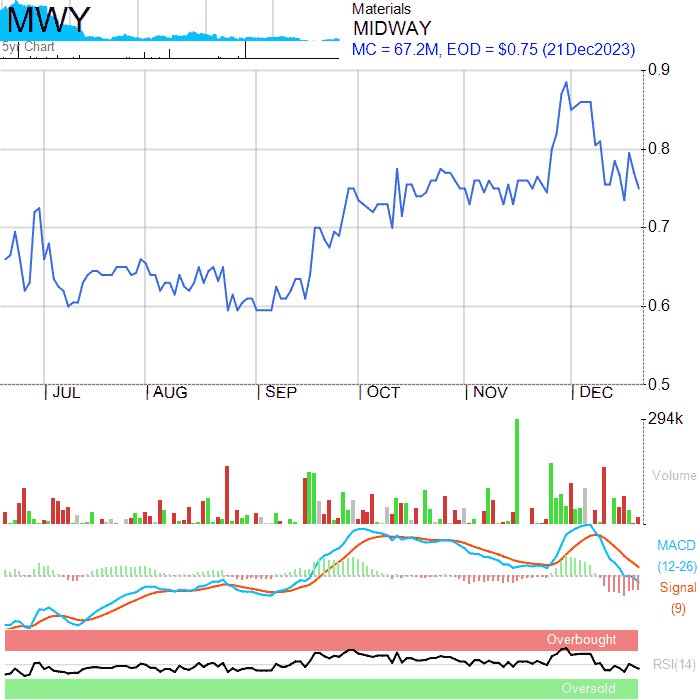 MWY
5yr Chart
Materials
MIDWAY
MC = 67.2M, EOD = $0.75 (21Dec2023)
0.9
0.8
0.7
0.6
0.5
JUL AUG SEP OCT NOV DEC
294k
Volume
MACD
(12-26)
Signal
(9)
Overbought
RSI(14)
Oversold